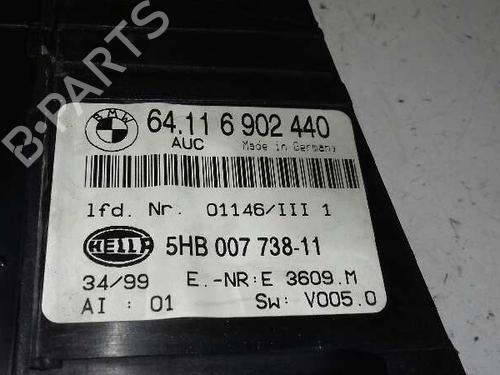 BMW
64.11 6 902 440
AUC Made in Germany
lfd. Nr. 01146/III 1
HELLA 5HB 007 738-11
34/99 E.-NR:E 3609.M
AI : 01 SW: V005.0
B-PARTS